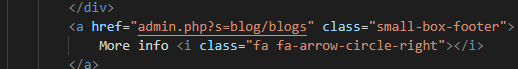 </div>
<a href="admin.php?s=blog/blogs" class="small-box-footer">
More info <i class="fa fa-arrow-circle-right"></i>
</a>